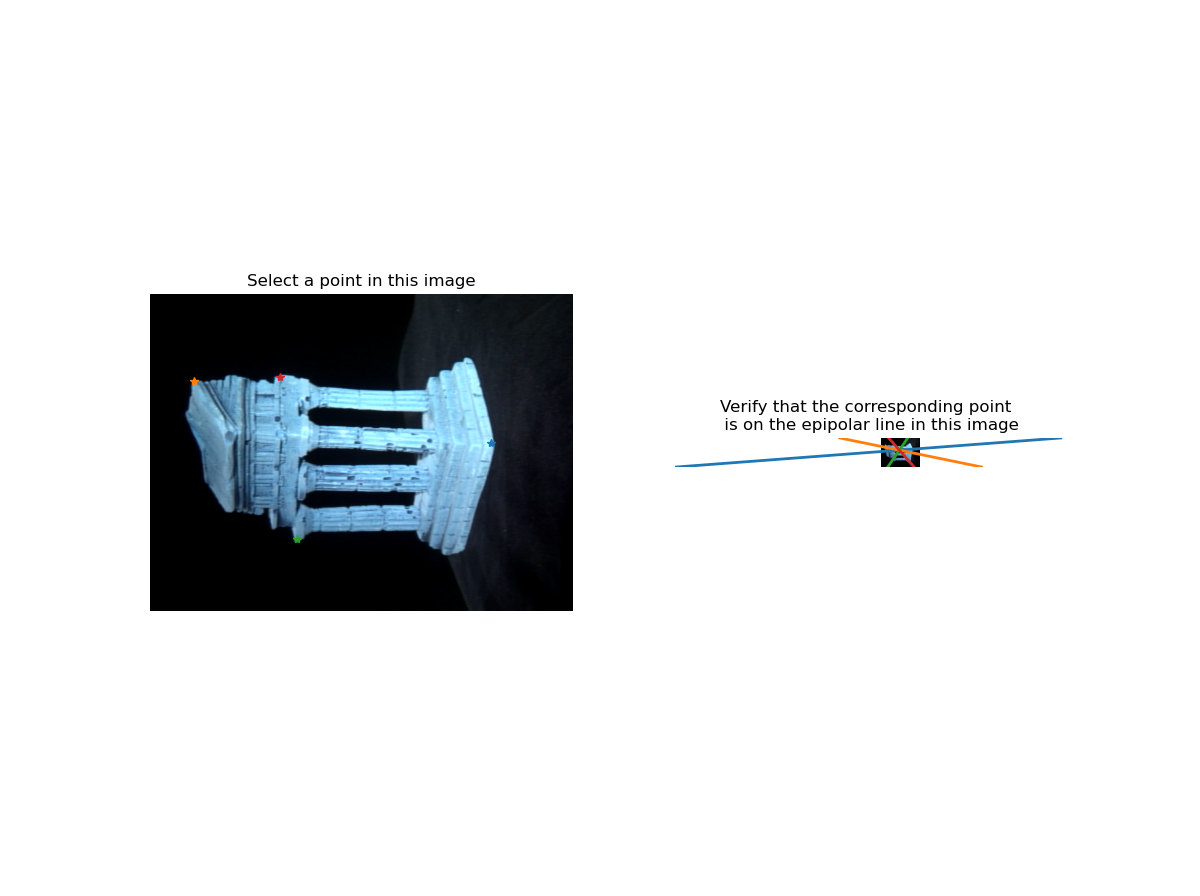 Select a point in this image
Verify that the corresponding point
is on the epipolar line in this image